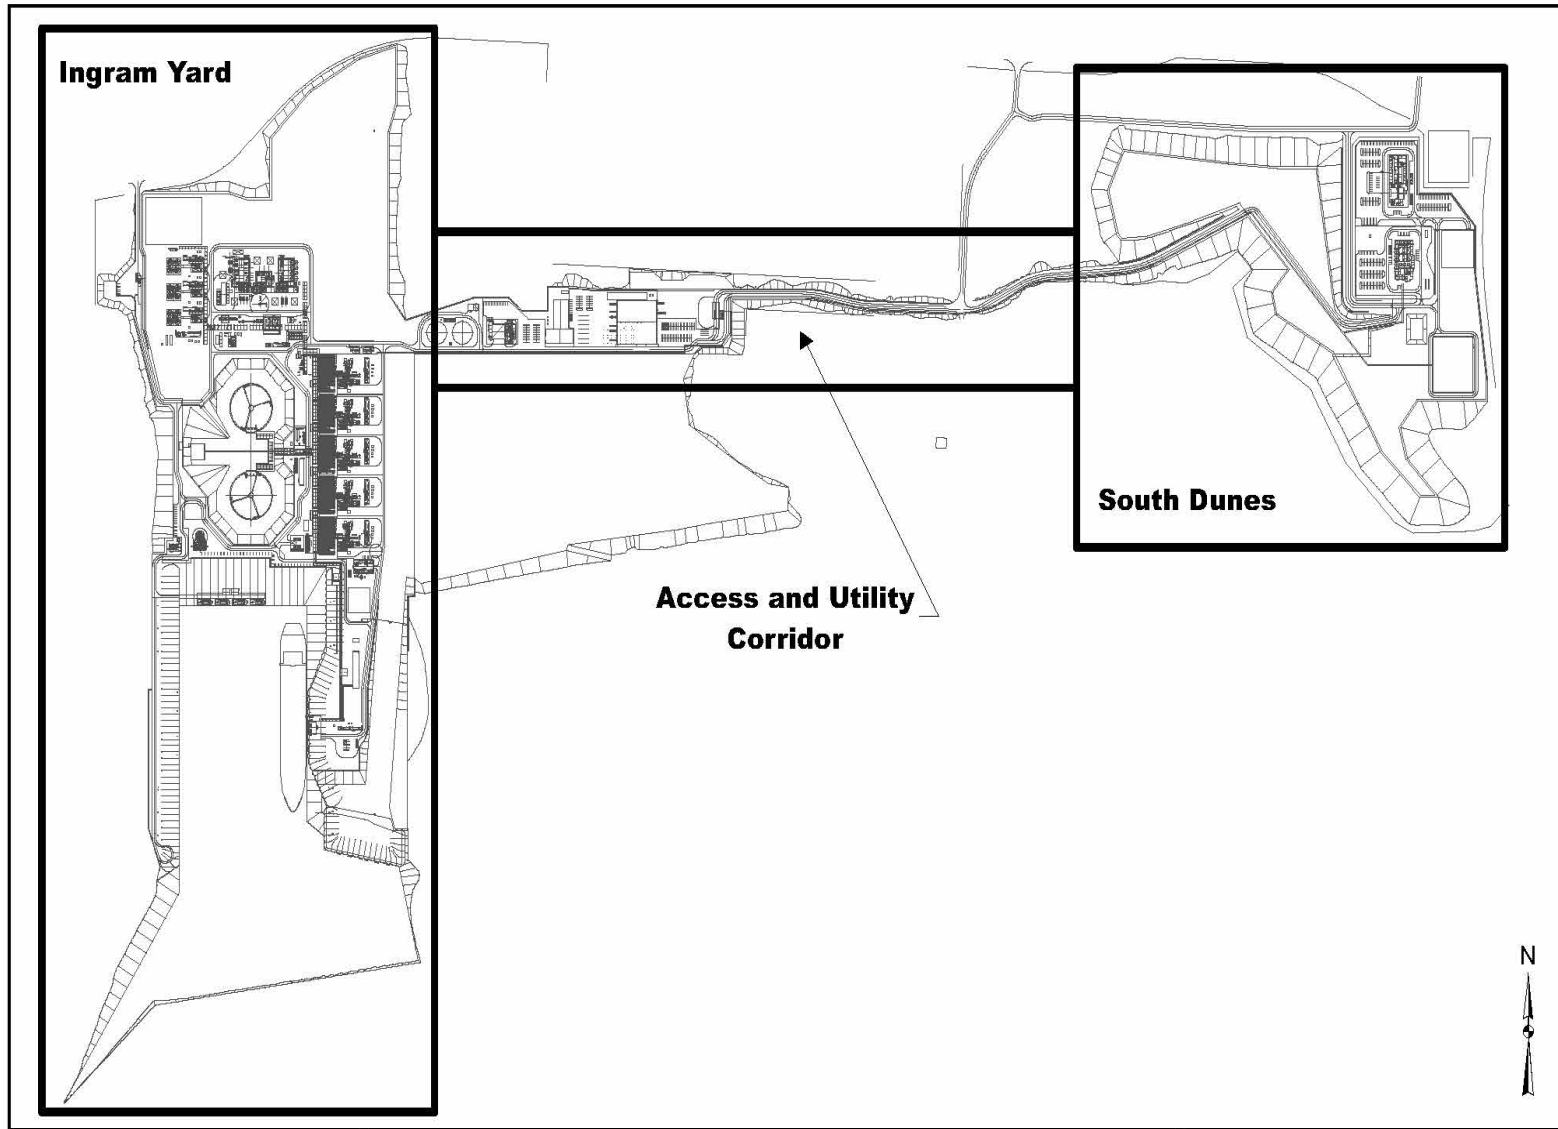 Ingram Yard
South Dunes
Access and Utility
Corridor
N